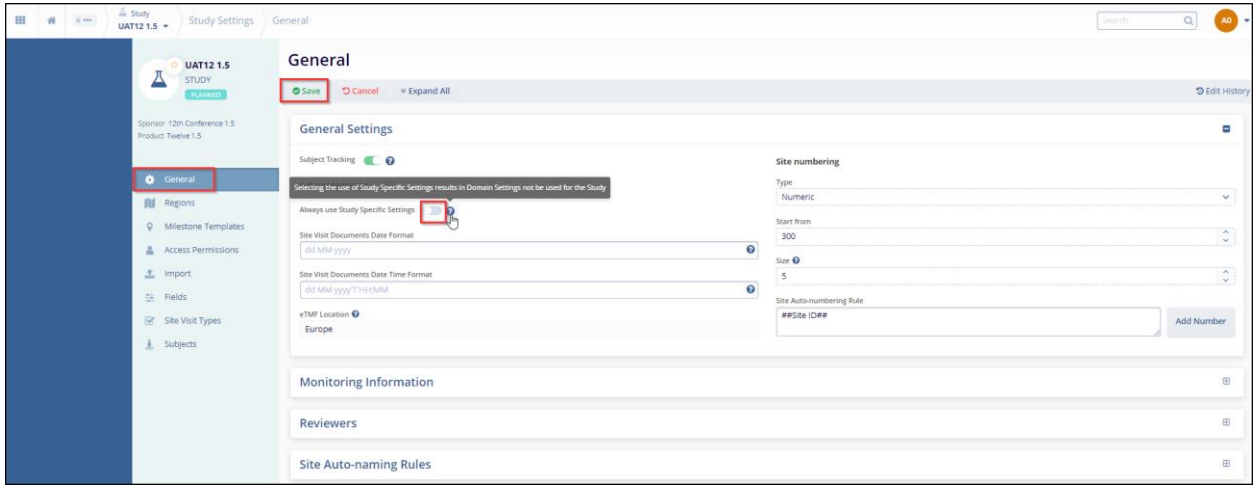 Study
UAT12 1.5
Study Settings
General
Search
AO
UAT12 1.5
STUDY
PLANNED
Sponsor 12th Conference 1.5
Product Twelve 1.5
General
Regions
Milestone Templates
Access Permissions
Import
Fields
Site Visit Types
Subjects
General
Save
Cancel
Expand All
Edit History
General Settings
Subject Tracking
Selecting the use of Study Specific Settings results in Domain Settings not be used for the Study
Always use Study Specific Settings
Site Visit Documents Date Format
dd MM yyyy
Site Visit Documents Date Time Format
dd MM yyyy'T'HH:MM
eTMF Location
Europe
Site numbering
Type
Numeric
Start from
300
Size
5
Site Auto-numbering Rule
##Site ID##
Add Number
Monitoring Information
Reviewers
Site Auto-naming Rules